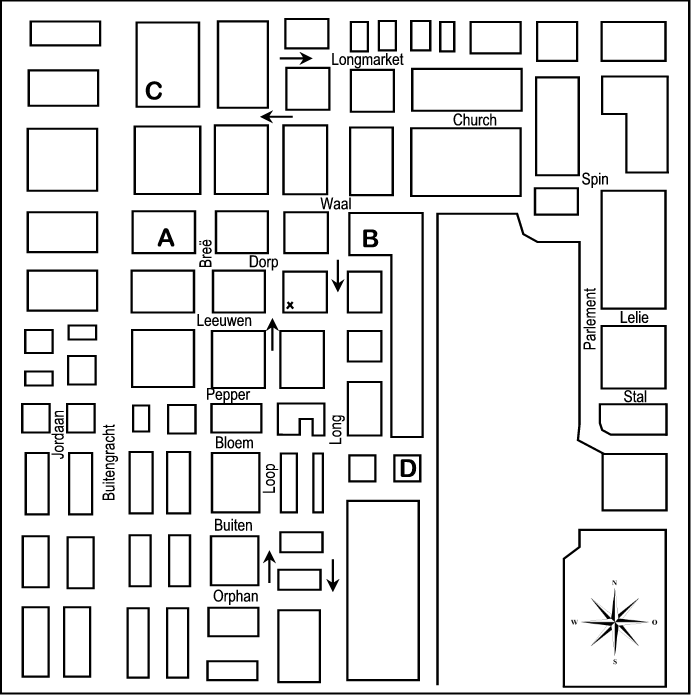 Longmarket
C
Church
Spin
Waal
A
Breë
B
Dorp
x
Leeuwen
Parlement
Lelie
Pepper
Stal
Jordaan
Long
Buitengracht
Bloem
Loop
D
Buiten
Orphan
N
W
O
S